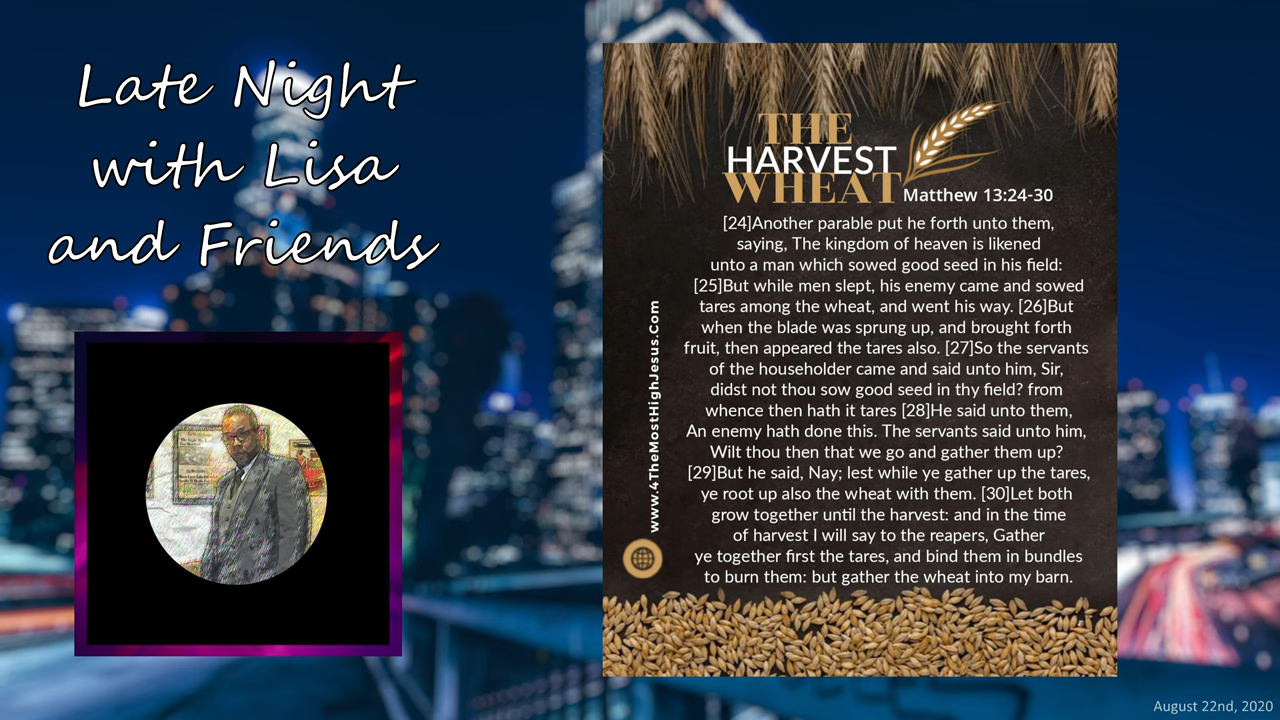 Late Night
with Lisa
and Friends
THE
HARVEST
WHEAT
Matthew 13:24-30
[24]Another parable put he forth unto them,
saying, The kingdom of heaven is likened
unto a man which sowed good seed in his field:
[25]But while men slept, his enemy came and sowed
tares among the wheat, and went his way. [26]But
when the blade was sprung up, and brought forth
fruit, then appeared the tares also. [27]So the servants
of the householder came and said unto him, Sir,
didst not thou sow good seed in thy field? from
whence then hath it tares [28]He said unto them,
An enemy hath done this. The servants said unto him,
Wilt thou then that we go and gather them up?
[29]But he said, Nay; lest while ye gather up the tares,
ye root up also the wheat with them. [30]Let both
grow together until the harvest: and in the time
of harvest I will say to the reapers, Gather
ye together first the tares, and bind them in bundles
to burn them: but gather the wheat into my barn.
www.4TheMostHighJesus.Com
August 22nd, 2020